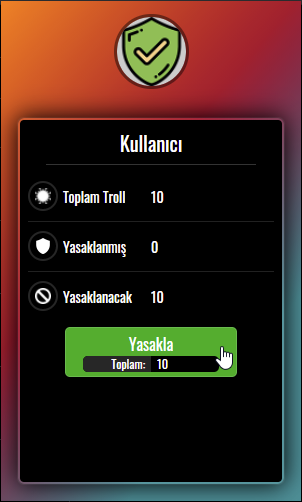 Kullanıcı
Toplam Troll 10
Yasaklanmış 0
Yasaklanacak 10
Yasakla
Toplam: 10